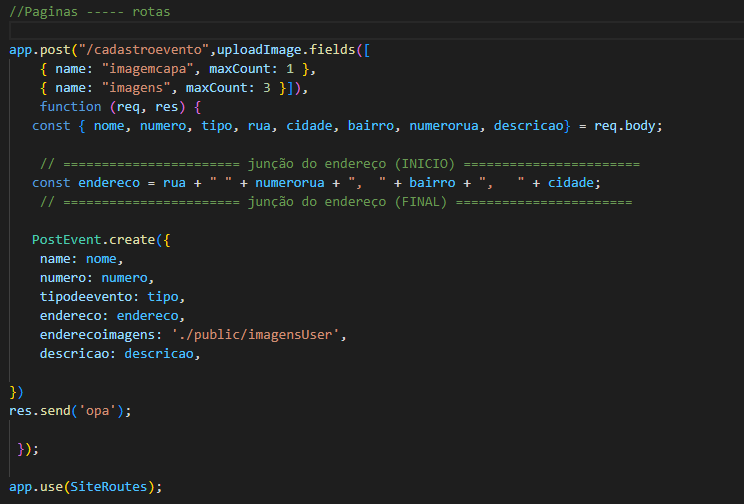 //Paginas ----- rotas
app.post("/cadastroevento",uploadImage.fields([
{ name: "imagemcapa", maxCount: 1 },
{ name: "imagens", maxCount: 3 }]),
function (req, res) {
const { nome, numero, tipo, rua, cidade, bairro, numerorua, descricao} = req.body;
// ======================= junção do endereço (INICIO) =======================
const endereco = rua + " " + numerorua + ",  " + bairro + ",   " + cidade;
// ======================= junção do endereço (FINAL) =======================
PostEvent.create({
name: nome,
numero: numero,
tipodeevento: tipo,
endereco: endereco,
enderecoimagens: './public/imagensUser',
descricao: descricao,
})
res.send('opa');
});
app.use(SiteRoutes);